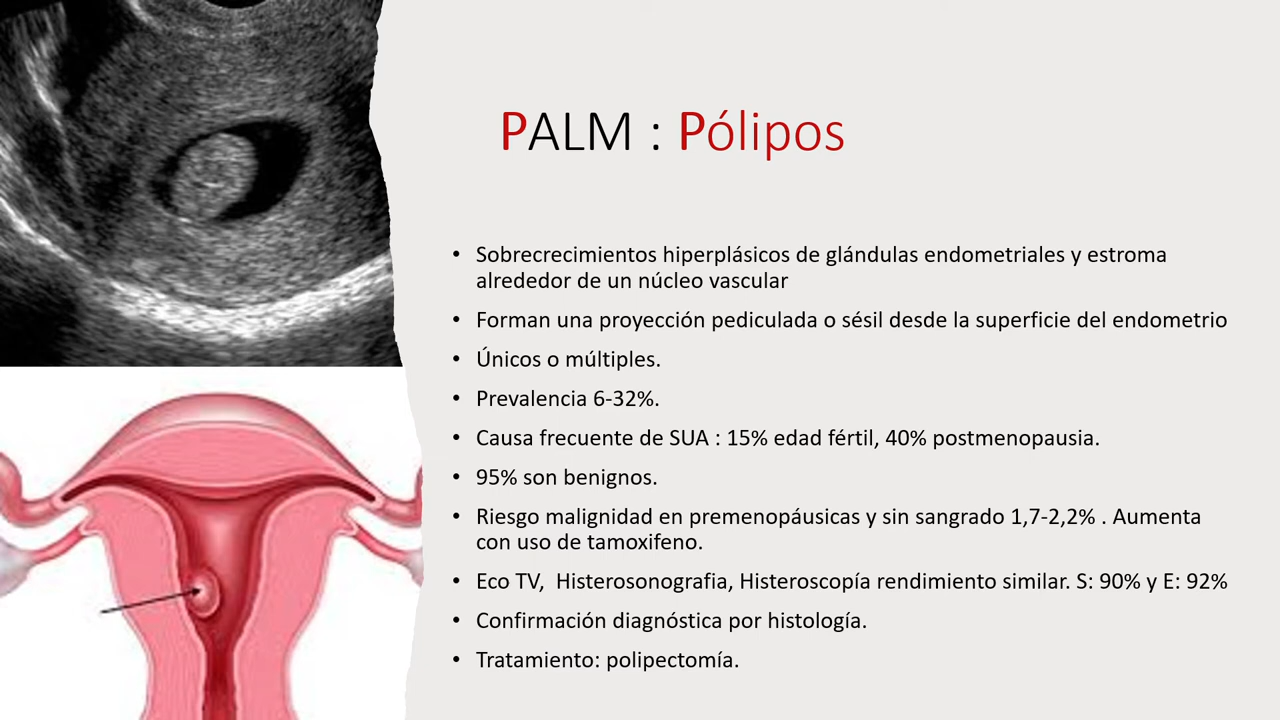 PALM : Pólipos
• Sobrecrecimientos hiperplásicos de glándulas endometriales y estroma
alrededor de un núcleo vascular
• Forman una proyección pediculada o sésil desde la superficie del endometrio
• Únicos o múltiples.
• Prevalencia 6-32%.
• Causa frecuente de SUA : 15% edad fértil, 40% postmenopausia.
• 95% son benignos.
• Riesgo malignidad en premenopáusicas y sin sangrado 1,7-2,2% . Aumenta
con uso de tamoxifeno.
• Eco TV,  Histerosonografia, Histeroscopía rendimiento similar. S: 90% y E: 92%
• Confirmación diagnóstica por histología.
• Tratamiento: polipectomía.